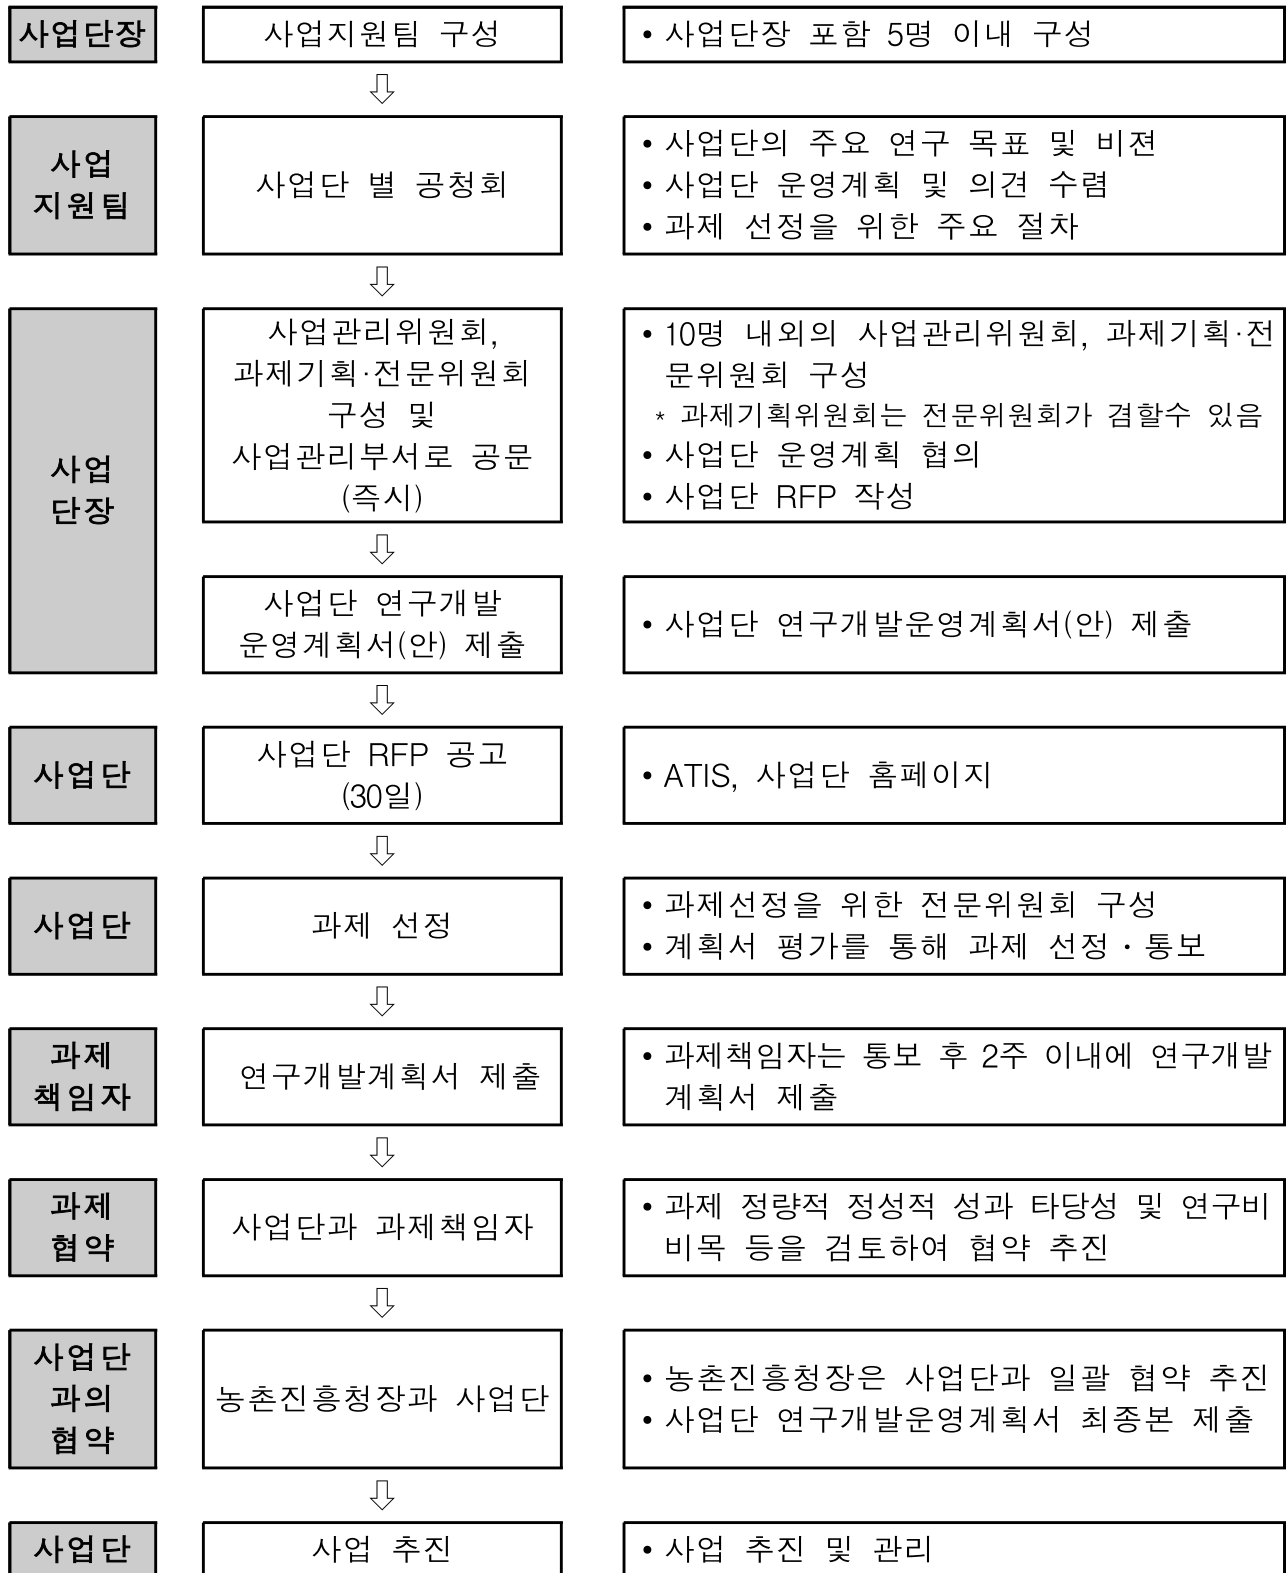 사업단장
사업지원팀 구성
• 사업단장 포함 5명 이내 구성
사업
지원팀
사업단 별 공청회
• 사업단의 주요 연구 목표 및 비젼
• 사업단 운영계획 및 의견 수렴
• 과제 선정을 위한 주요 절차
사업
단장
사업관리위원회,
과제기획·전문위원회
구성 및
사업관리부서로 공문
(즉시)
• 10명 내외의 사업관리위원회, 과제기획·전
문위원회 구성
* 과제기획위원회는 전문위원회가 겸할수 있음
• 사업단 운영계획 협의
• 사업단 RFP 작성
사업단 연구개발
운영계획서(안) 제출
• 사업단 연구개발운영계획서(안) 제출
사업단
사업단 RFP 공고
(30일)
• ATIS, 사업단 홈페이지
사업단
과제 선정
• 과제선정을 위한 전문위원회 구성
• 계획서 평가를 통해 과제 선정·통보
과제
책임자
연구개발계획서 제출
• 과제책임자는 통보 후 2주 이내에 연구개발
계획서 제출
과제
협약
사업단과 과제책임자
• 과제 정량적 정성적 성과 타당성 및 연구비
비목 등을 검토하여 협약 추진
사업단
과의
협약
농촌진흥청장과 사업단
• 농촌진흥청장은 사업단과 일괄 협약 추진
• 사업단 연구개발운영계획서 최종본 제출
사업단
사업 추진
• 사업 추진 및 관리